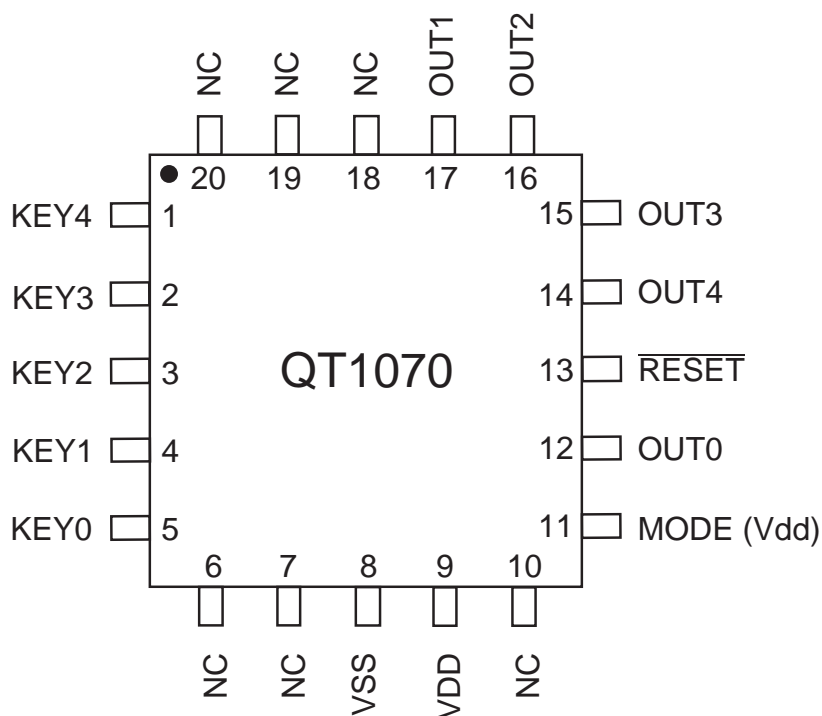 NC NC NC OUT1 OUT2
20 19 18 17 16
KEY4 1 15 OUT3
KEY3 2 14 OUT4
KEY2 3 QT1070 13 RESET
KEY1 4 12 OUT0
KEY0 5 11 MODE (Vdd)
6 7 8 9 10
NC NC VSS VDD NC